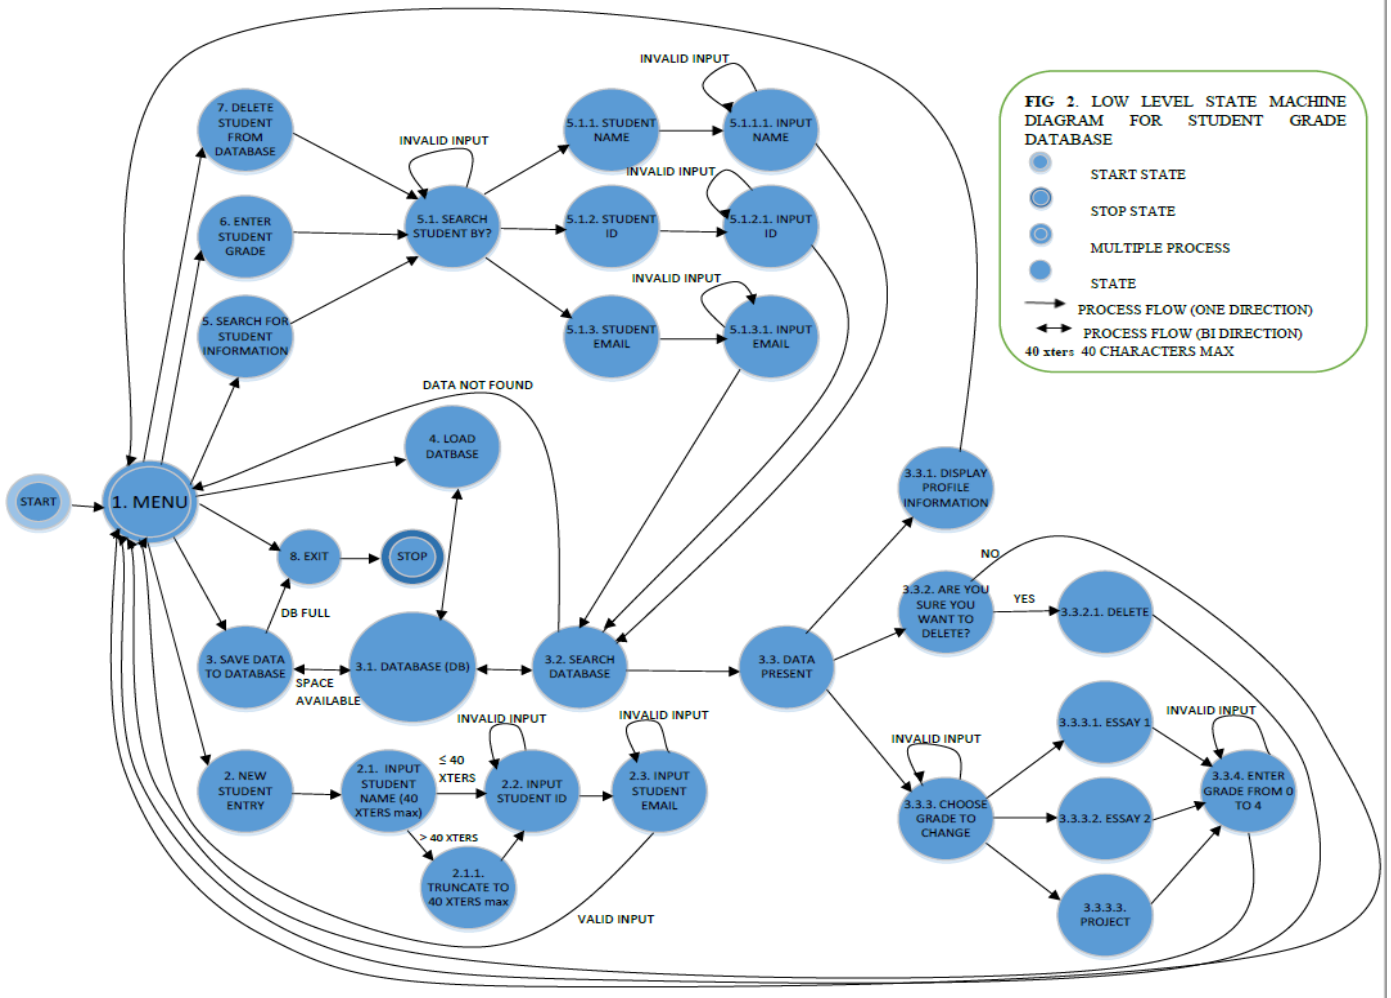 INVALID INPUT
7. DELETE
STUDENT
FROM
DATABASE
INVALID INPUT
5.1.1. STUDENT
NAME
5.1.1.1. INPUT
NAME
INVALID INPUT
6. ENTER
STUDENT
GRADE
5.1. SEARCH
STUDENT BY?
5.1.2. STUDENT
ID
5.1.2.1. INPUT
ID
INVALID INPUT
5. SEARCH FOR
STUDENT
INFORMATION
5.1.3. STUDENT
EMAIL
5.1.3.1. INPUT
EMAIL
FIG 2. LOW LEVEL STATE MACHINE
DIAGRAM FOR STUDENT GRADE
DATABASE
START STATE
STOP STATE
MULTIPLE PROCESS
STATE
PROCESS FLOW (ONE DIRECTION)
PROCESS FLOW (BI DIRECTION)
40 xters 40 CHARACTERS MAX
DATA NOT FOUND
4. LOAD
DATBASE
START
1. MENU
8. EXIT
STOP
DB FULL
3. SAVE DATA
TO DATABASE
SPACE
AVAILABLE
3.1. DATABASE (DB)
3.2. SEARCH
DATABASE
3.3. DATA
PRESENT
3.3.1. DISPLAY
PROFILE
INFORMATION
NO
3.3.2. ARE YOU
SURE YOU
WANT TO
DELETE?
YES
3.3.2.1. DELETE
INVALID INPUT
3.3.3. CHOOSE
GRADE TO
CHANGE
3.3.3.1. ESSAY 1
3.3.3.2. ESSAY 2
3.3.3.3.
PROJECT
INVALID INPUT
3.3.4. ENTER
GRADE FROM 0
TO 4
INVALID INPUT
INVALID INPUT
2. NEW
STUDENT
ENTRY
2.1. INPUT
STUDENT
NAME (40
XTERS max)
≤ 40
XTERS
2.2. INPUT
STUDENT ID
2.3. INPUT
STUDENT
EMAIL
> 40 XTERS
2.1.1.
TRUNCATE TO
40 XTERS max
VALID INPUT